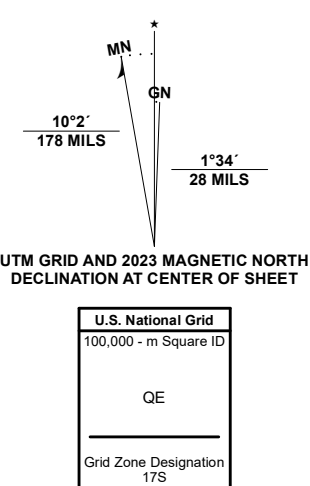 ★
MN
GN
10°2´
178 MILS
1°34´
28 MILS
UTM GRID AND 2023 MAGNETIC NORTH
DECLINATION AT CENTER OF SHEET
U.S. National Grid
100,000 - m Square ID
QE
Grid Zone Designation
17S